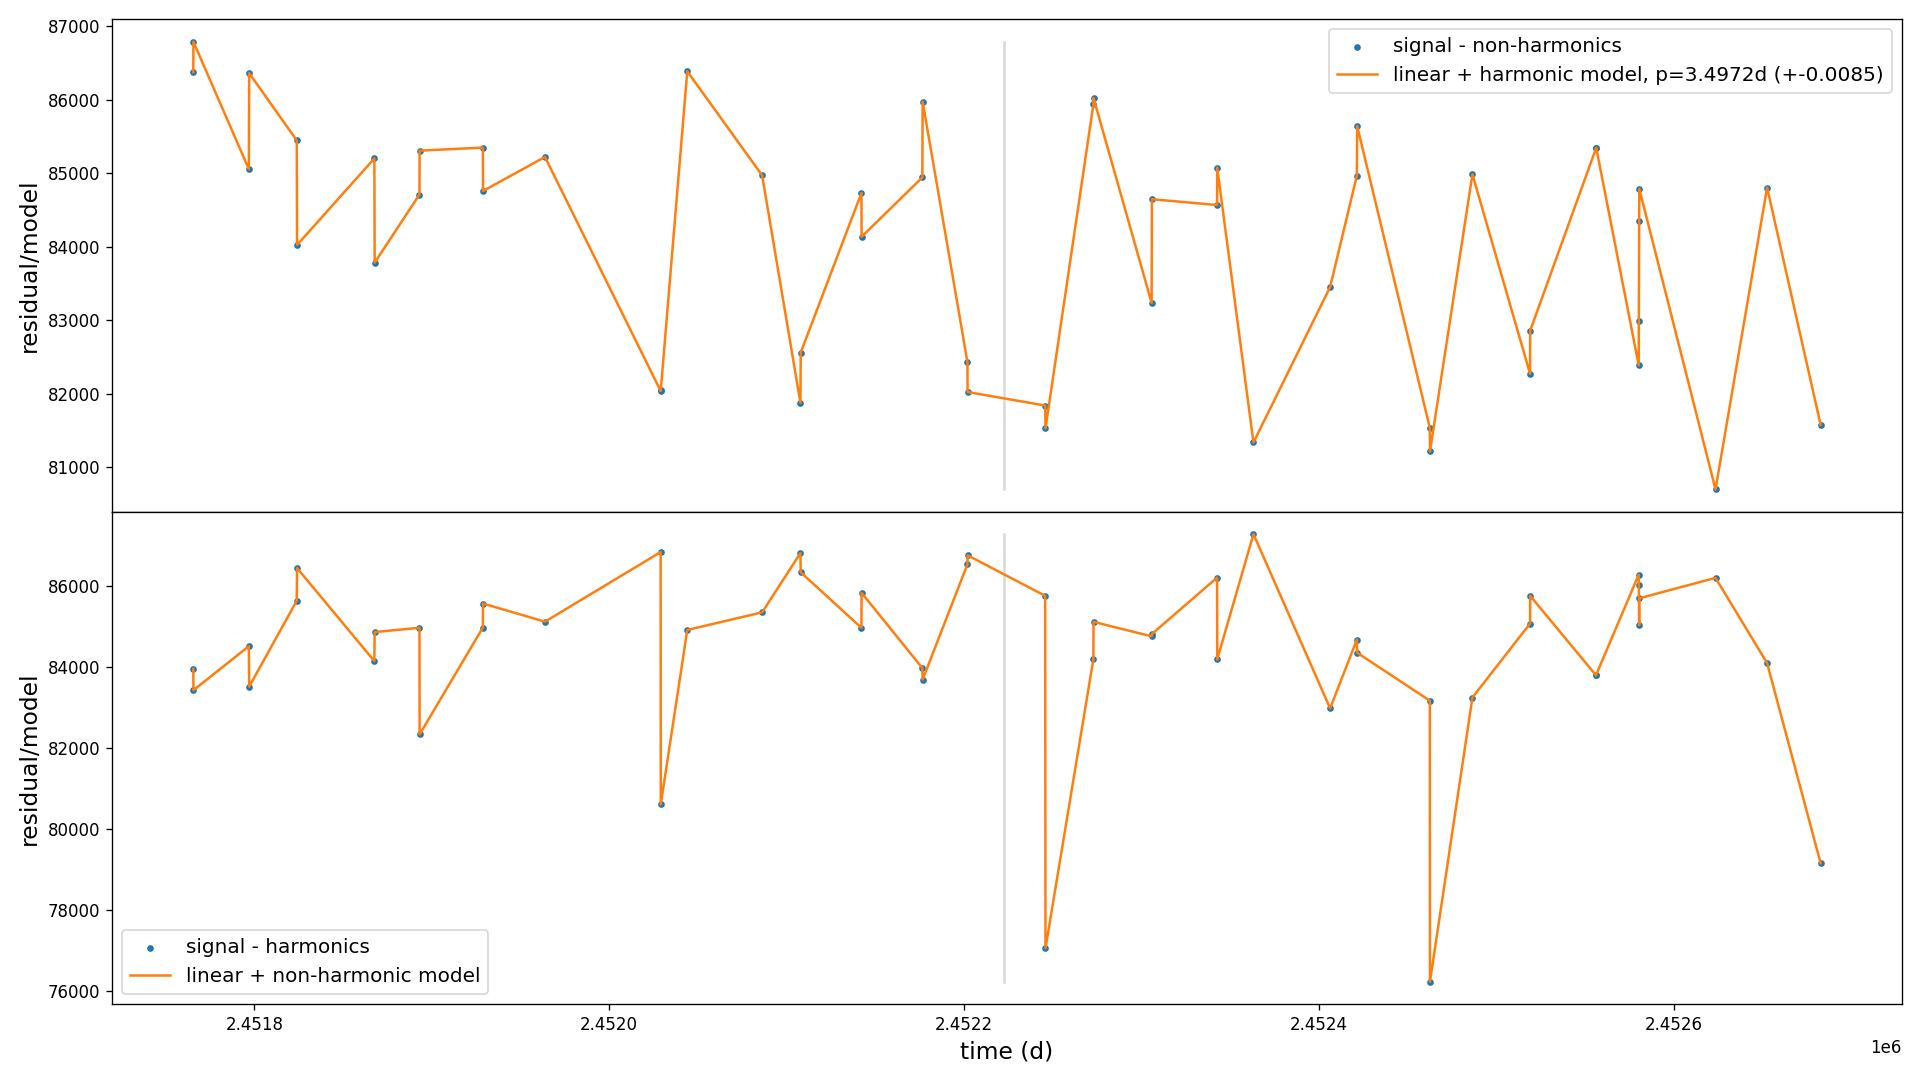 87000
86000
85000
84000
83000
82000
81000
residual/model
signal - non-harmonics
linear + harmonic model, p=3.4972d (+-0.0085)
86000
84000
82000
80000
78000
76000
residual/model
signal - harmonics
linear + non-harmonic model
2.4518
2.4520
2.4522
2.4524
2.4526
time (d)
1e6